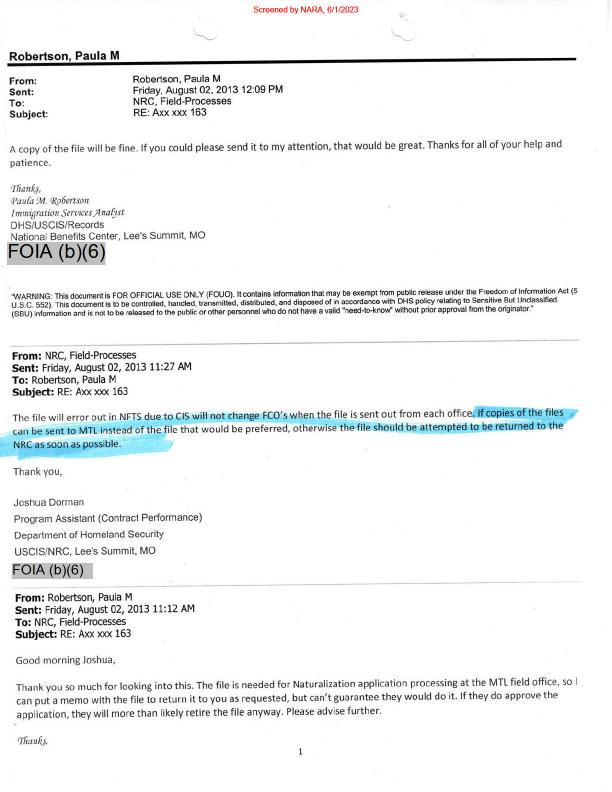 Screened by NARA, 6/1/2023
Robertson, Paula M
From: Robertson, Paula M
Sent: Friday, August 02, 2013 12:09 PM
To: NRC, Field-Processes
Subject: RE: Axx xxx 163
A copy of the file will be fine. If you could please send it to my attention, that would be great. Thanks for all of your help and
patience.
Thanks,
Paula M. Robertson
Immigration Services Analyst
DHS/USCIS/Records
National Benefits Center, Lee's Summit, MO
FOIA (b)(6)
"WARNING: This document is FOR OFFICIAL USE ONLY (FOUO). It contains information that may be exempt from public release under the Freedom of Information Act (5
U.S.C. 552). This document is to be controlled, handled, transmitted, distributed, and disposed of in accordance with DHS policy relating to Sensitive But Unclassified
(SBU) information and is not to be released to the public or other personnel who do not have a valid "need-to-know" without prior approval from the originator."
From: NRC, Field-Processes
Sent: Friday, August 02, 2013 11:27 AM
To: Robertson, Paula M
Subject: RE: Axx xxx 163
The file will error out in NFTS due to CIS will not change FCO's when the file is sent out from each office. If copies of the files
can be sent to MTL instead of the file that would be preferred, otherwise the file should be attempted to be returned to the
NRC as soon as possible.
Thank you,
Joshua Dorman
Program Assistant (Contract Performance)
Department of Homeland Security
USCIS/NRC, Lee's Summit, MO
FOIA (b)(6)
From: Robertson, Paula M
Sent: Friday, August 02, 2013 11:12 AM
To: NRC, Field-Processes
Subject: RE: Axx xxx 163
Good morning Joshua,
Thank you so much for looking into this. The file is needed for Naturalization application processing at the MTL field office, so I
can put a memo with the file to return it to you as requested, but can't guarantee they would do it. If they do approve the
application, they will more than likely retire the file anyway. Please advise further.
Thanks,
1